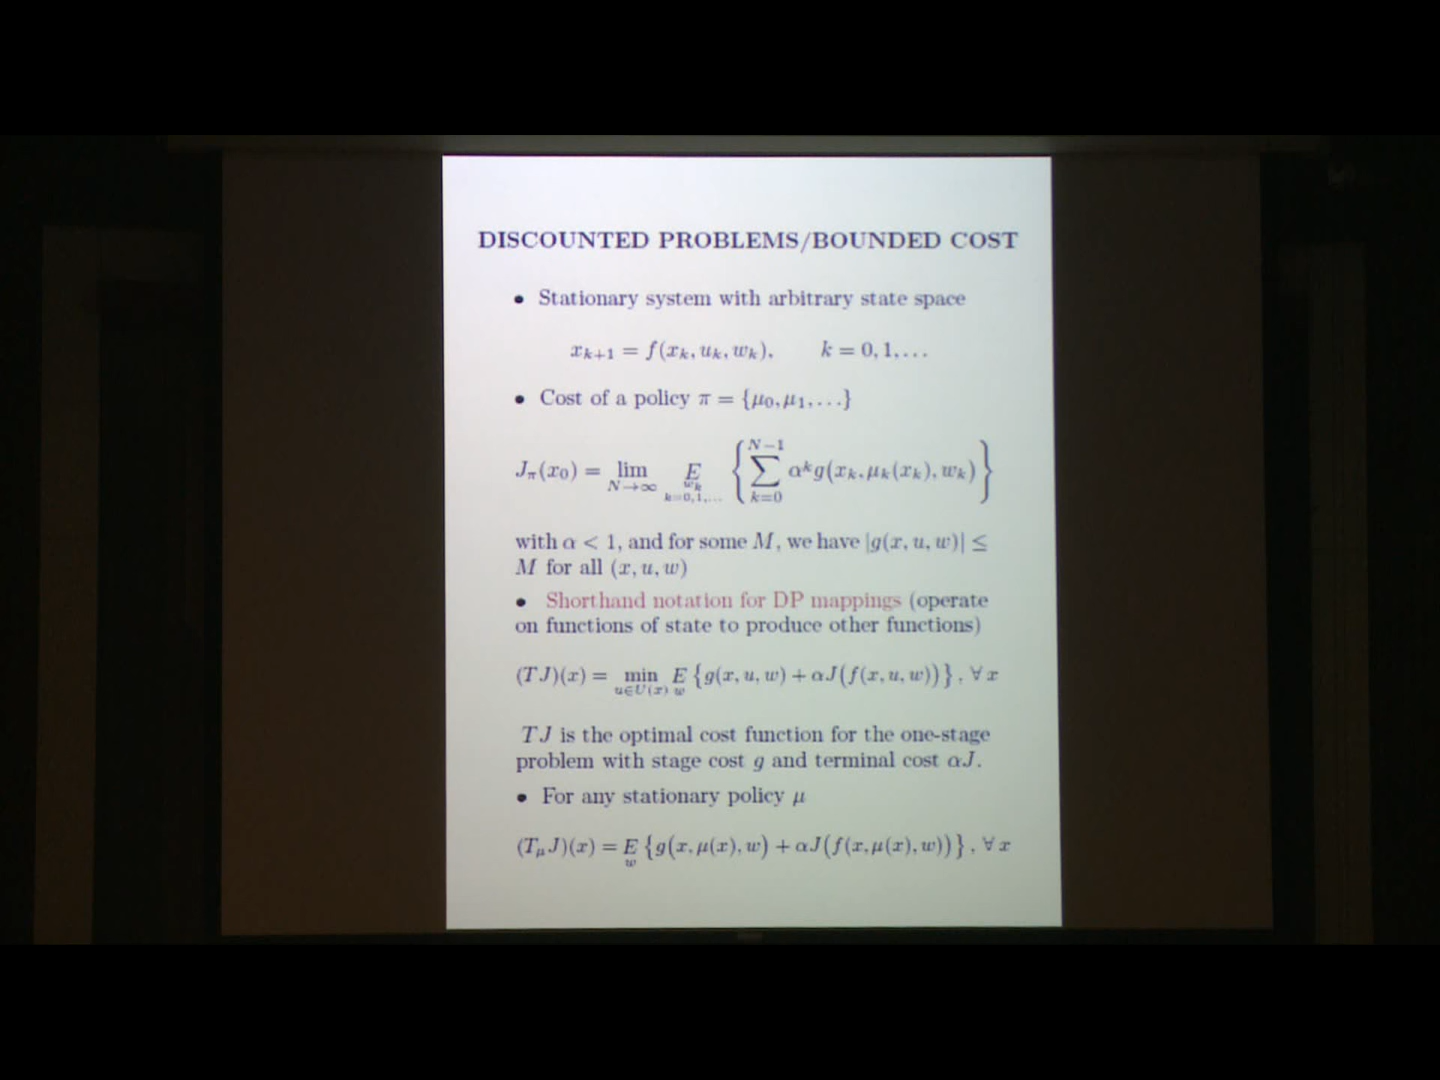 DISCOUNTED PROBLEMS/BOUNDED COST
• Stationary system with arbitrary state space
x_{k+1} = f(x_k, u_k, w_k), k = 0, 1, . . .
• Cost of a policy π = {μ_0, μ_1, . . .}
J_π(x_0) = lim_{N→∞} E_{w_k, k=0,1,...} { ∑_{k=0}^{N−1} α^k g(x_k, μ_k(x_k), w_k) }
with α < 1, and for some M, we have |g(x, u, w)| ≤
M for all (x, u, w)
• Shorthand notation for DP mappings (operate
on functions of state to produce other functions)
(TJ)(x) = min_{u∈U(x)} E_w {g(x, u, w) + αJ(f(x, u, w))}, ∀ x
TJ is the optimal cost function for the one-stage
problem with stage cost g and terminal cost αJ.
• For any stationary policy μ
(T_μJ)(x) = E_w {g(x, μ(x), w) + αJ(f(x, μ(x), w))}, ∀ x